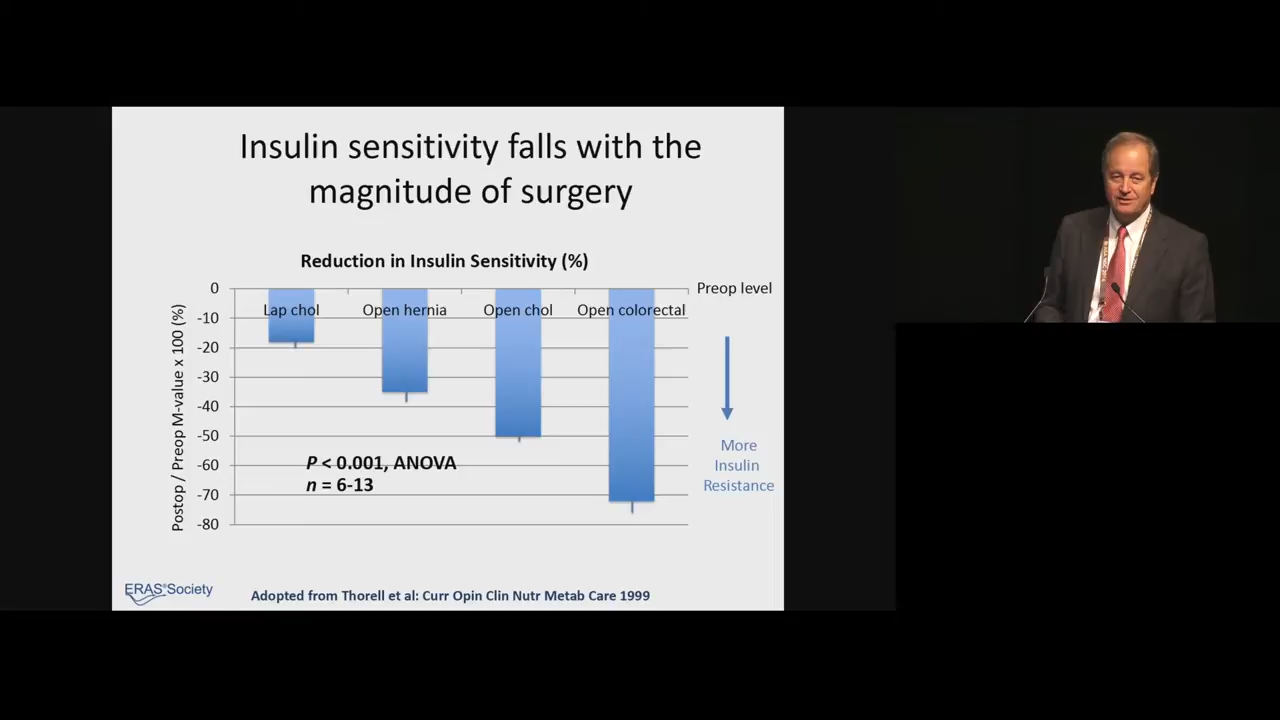 Insulin sensitivity falls with the
magnitude of surgery
Reduction in Insulin Sensitivity (%)
Postop / Preop M-value x 100 (%)
0
-10
-20
-30
-40
-50
-60
-70
-80
Lap chol
Open hernia
Open chol
Open colorectal
Preop level
More
Insulin
Resistance
P < 0.001, ANOVA
n = 6-13
ERAS®Society
Adopted from Thorell et al: Curr Opin Clin Nutr Metab Care 1999